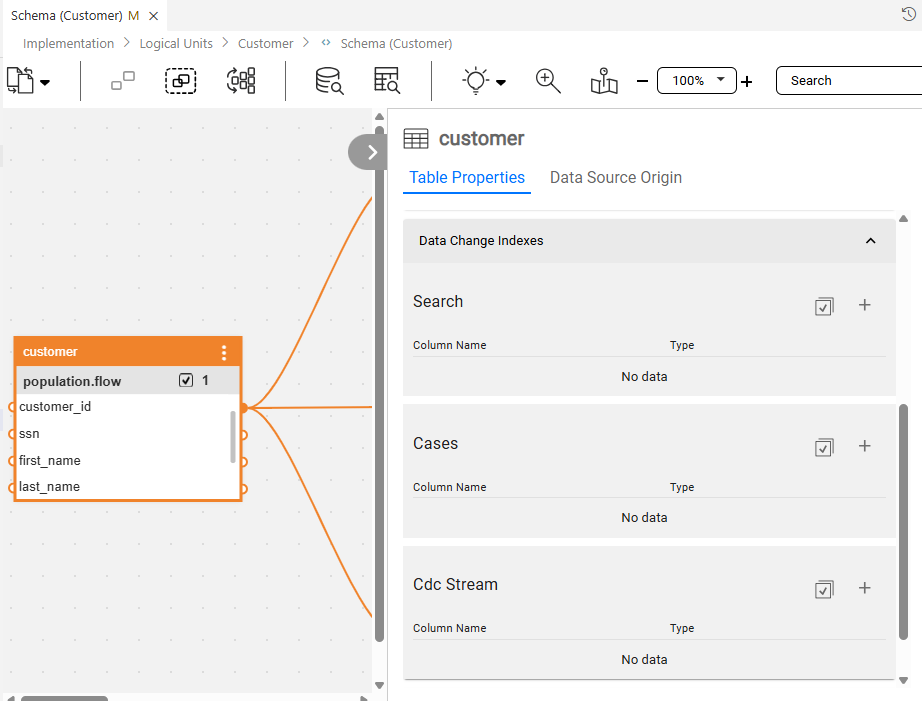 Schema (Customer) M
Implementation > Logical Units > Customer > Schema (Customer)
100%
Search
customer
Table Properties
Data Source Origin
Data Change Indexes
Search
Column Name
Type
No data
Cases
Column Name
Type
No data
Cdc Stream
Column Name
Type
No data
customer
population.flow 1
customer_id
ssn
first_name
last_name